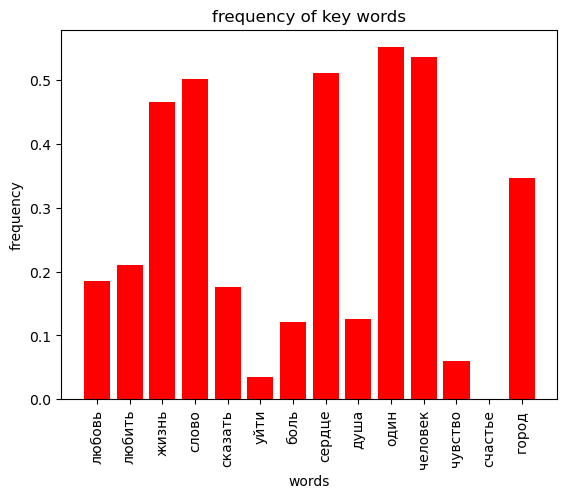 frequency of key words
frequency
0.5
0.4
0.3
0.2
0.1
0.0
любовь
любить
жизнь
слово
сказать
уйти
боль
сердце
душа
один
человек
чувство
счастье
город
words